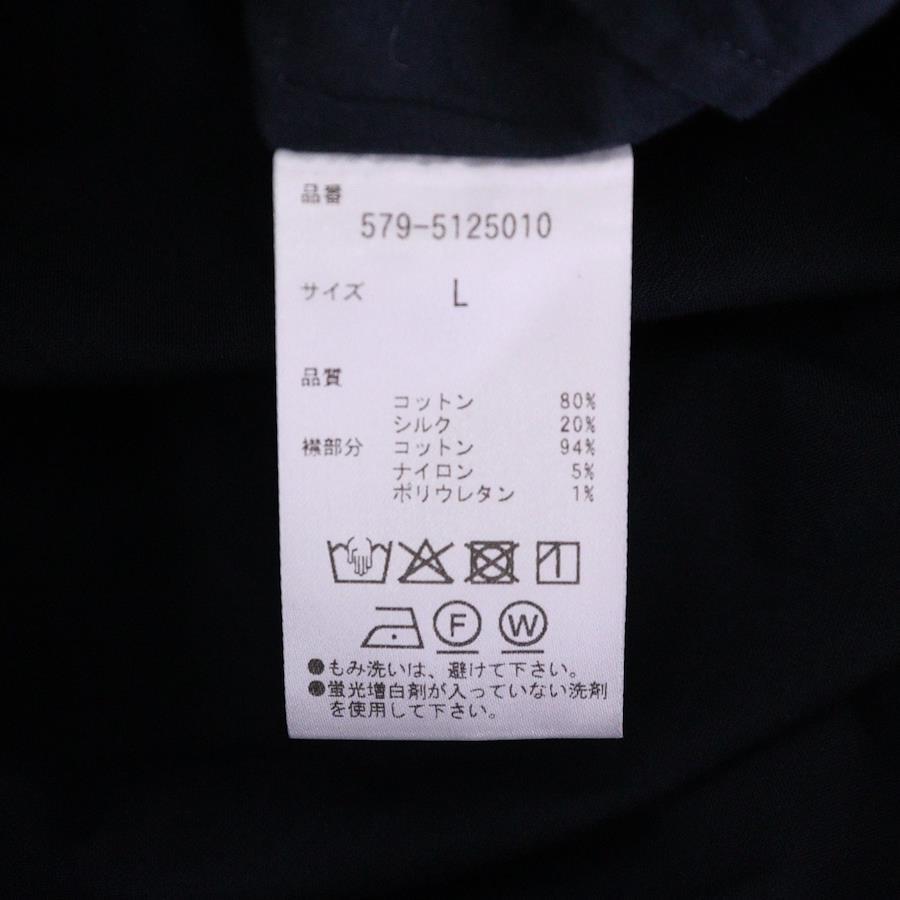 品番
579-5125010
サイズ L
品質
コットン 80%
シルク 20%
襟部分 コットン 94%
ナイロン 5%
ポリウレタン 1%
F W
●もみ洗いは、避けて下さい。
●蛍光増白剤が入っていない洗剤
を使用して下さい。